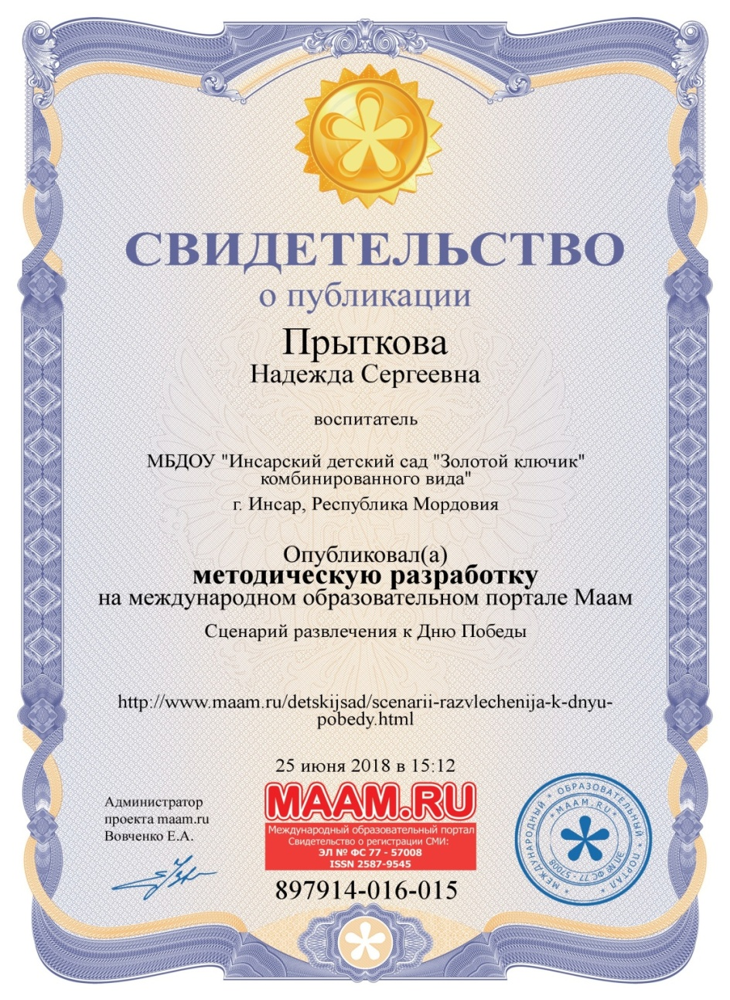 СВИДЕТЕЛЬСТВО
о публикации
Прыткова
Надежда Сергеевна
воспитатель
МБДОУ "Инсарский детский сад "Золотой ключик"
комбинированного вида"
г. Инсар, Республика Мордовия
Опубликовал(а)
методическую разработку
на международном образовательном портале Маам
Сценарий развлечения к Дню Победы
http://www.maam.ru/detskijsad/scenarii-razvlechenija-k-dnyu-
pobedy.html
25 июня 2018 в 15:12
Администратор
проекта maam.ru
Вовченко Е.А.
MAAM.RU
Международный образовательный портал
Свидетельство о регистрации СМИ:
ЭЛ № ФС 77 - 57008
ISSN 2587-9545
897914-016-015
* МЕЖДУНАРОДНЫЙ * ОБРАЗОВАТЕЛЬНЫЙ * ПОРТАЛ *
* MAAM.RU *
ЭЛ № ФС 77 - 57008